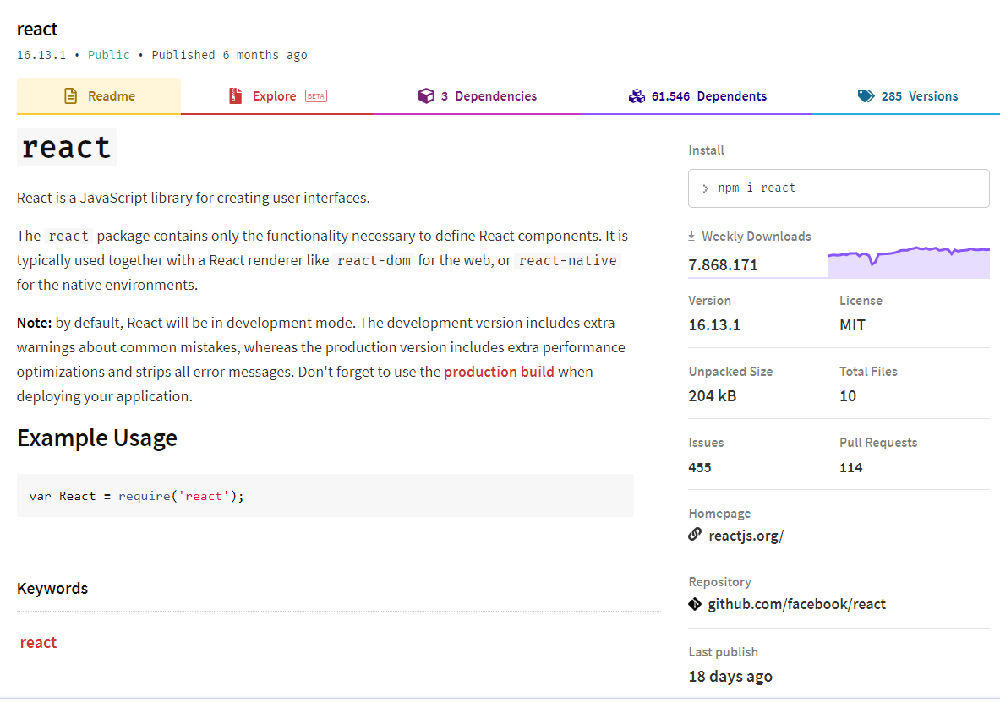 react
16.13.1 • Public • Published 6 months ago
Readme
Explore BETA
3 Dependencies
61.546 Dependents
285 Versions
react
React is a JavaScript library for creating user interfaces.
The react package contains only the functionality necessary to define React components. It is
typically used together with a React renderer like react-dom for the web, or react-native
for the native environments.
Note: by default, React will be in development mode. The development version includes extra
warnings about common mistakes, whereas the production version includes extra performance
optimizations and strips all error messages. Don't forget to use the production build when
deploying your application.
Example Usage
var React = require('react');
Keywords
react
Install
> npm i react
Weekly Downloads
7.868.171
Version
16.13.1
License
MIT
Unpacked Size
204 kB
Total Files
10
Issues
455
Pull Requests
114
Homepage
reactjs.org/
Repository
github.com/facebook/react
Last publish
18 days ago